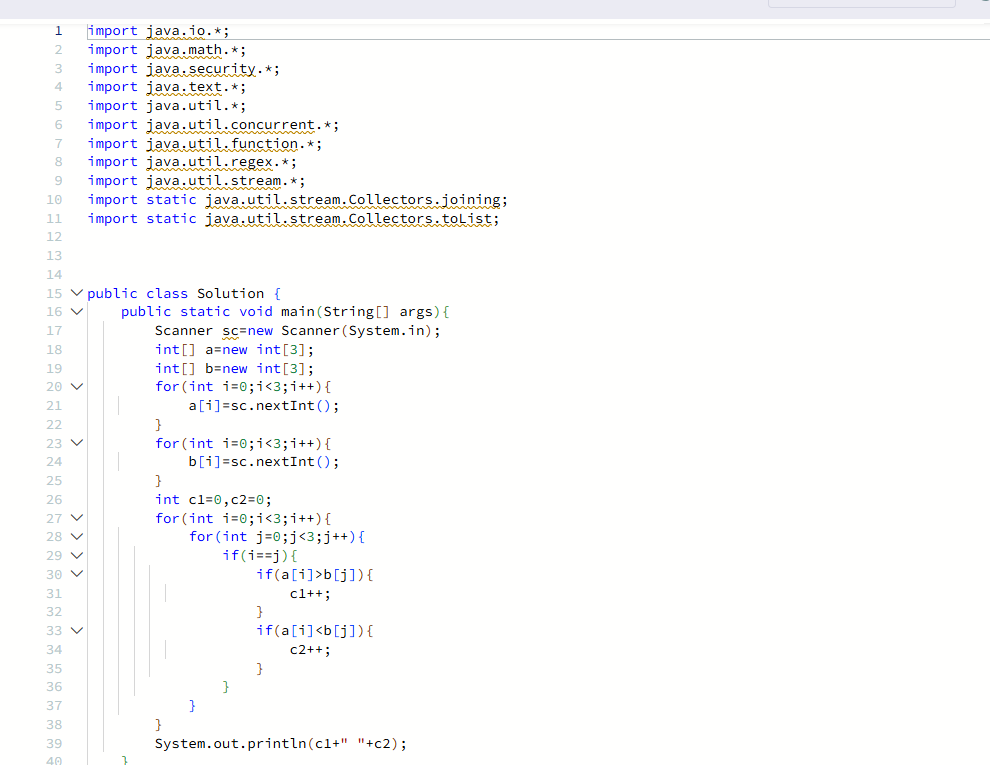 1 import java.io.*;
2 import java.math.*;
3 import java.security.*;
4 import java.text.*;
5 import java.util.*;
6 import java.util.concurrent.*;
7 import java.util.function.*;
8 import java.util.regex.*;
9 import java.util.stream.*;
10 import static java.util.stream.Collectors.joining;
11 import static java.util.stream.Collectors.toList;
12
13
14
15 public class Solution {
16     public static void main(String[] args){
17         Scanner sc=new Scanner(System.in);
18         int[] a=new int[3];
19         int[] b=new int[3];
20         for(int i=0;i<3;i++){
21             a[i]=sc.nextInt();
22         }
23         for(int i=0;i<3;i++){
24             b[i]=sc.nextInt();
25         }
26         int c1=0,c2=0;
27         for(int i=0;i<3;i++){
28             for(int j=0;j<3;j++){
29                 if(i==j){
30                     if(a[i]>b[j]){
31                         c1++;
32                     }
33                     if(a[i]<b[j]){
34                         c2++;
35                     }
36                 }
37             }
38         }
39         System.out.println(c1+" "+c2);
40     }